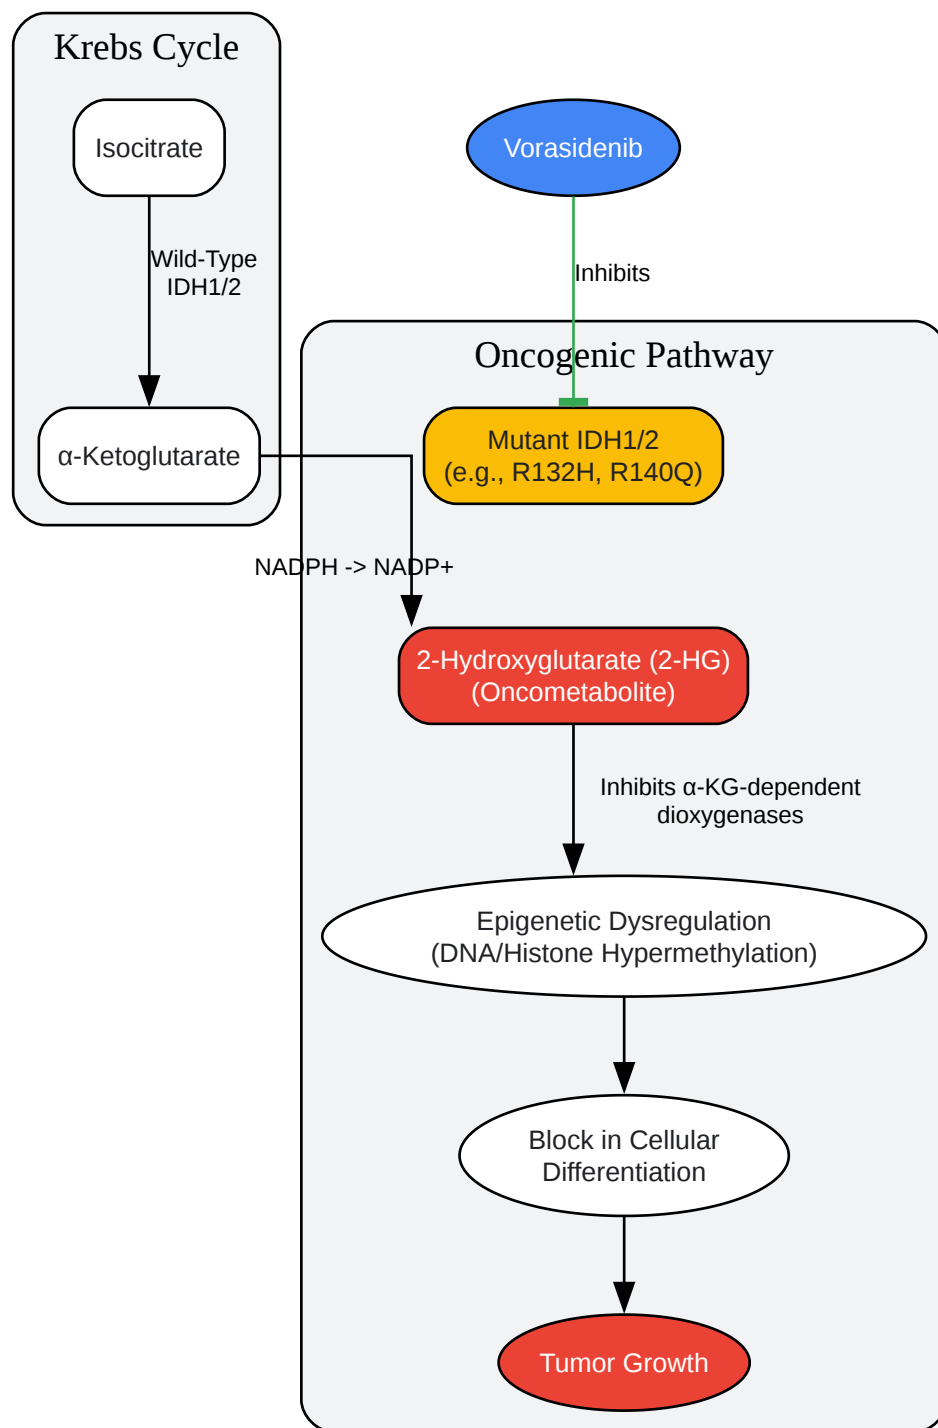 Krebs Cycle
Isocitrate
Vorasidenib
Wild-Type
IDH1/2
Inhibits
Oncogenic Pathway
α-Ketoglutarate
Mutant IDH1/2
(e.g., R132H, R140Q)
NADPH -> NADP+
2-Hydroxyglutarate (2-HG)
(Oncometabolite)
Inhibits α-KG-dependent
dioxygenases
Epigenetic Dysregulation
(DNA/Histone Hypermethylation)
Block in Cellular
Differentiation
Tumor Growth